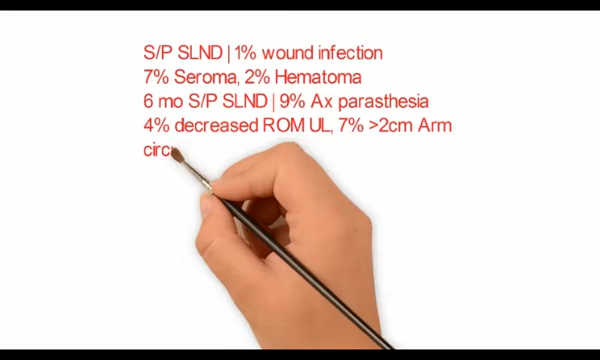 S/P SLND | 1% wound infection
7% Seroma, 2% Hematoma
6 mo S/P SLND | 9% Ax parasthesia
4% decreased ROM UL, 7% >2cm Arm
circ